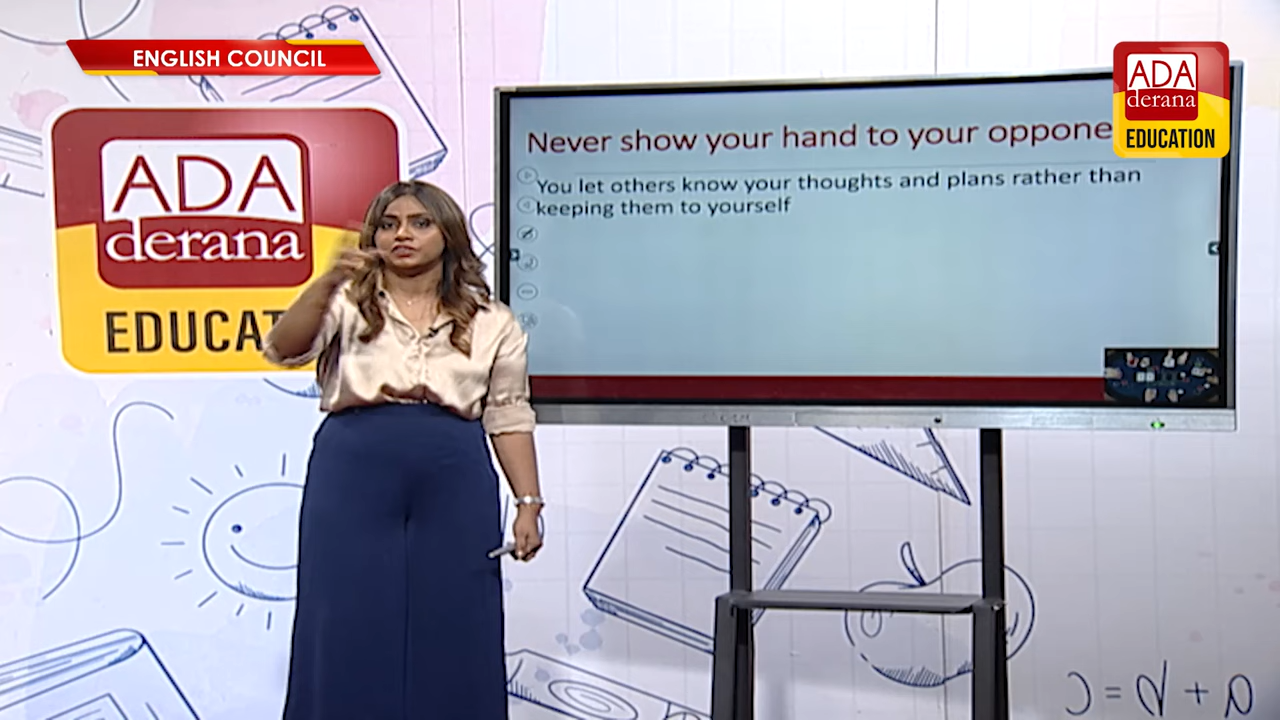 ENGLISH COUNCIL
ADA
derana
EDUCATION
ADA
derana
EDUCAT
Never show your hand to your oppone
You let others know your thoughts and plans rather than
keeping them to yourself